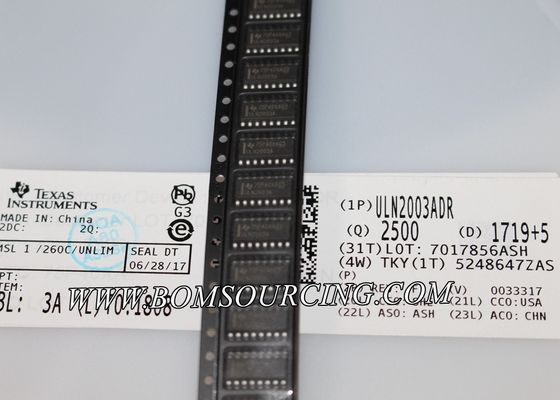 TEXAS
INSTRUMENTS
MADE IN: China
2DC: 2Q:
MSL 1 /260C/UNLIM
SEAL DT
06/28/17
3L: 3A
G3
(1P) ULN2003ADR
(Q) 2500 (D) 1719+5
(31T) LOT: 7017856ASH
(4W) TKY (1T) 5248647ZAS
(P)
(V) 0033317
(21L) CCO:USA
(22L) ASO: ASH (23L) ACO: CHN
WWW.BOMSOURCING.COM
ULN2003A